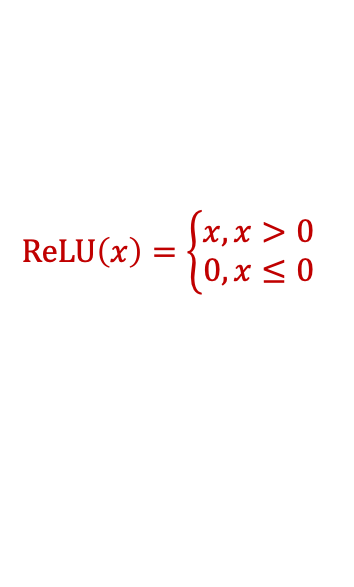 ReLU(x) = {x, x > 0
0, x ≤ 0